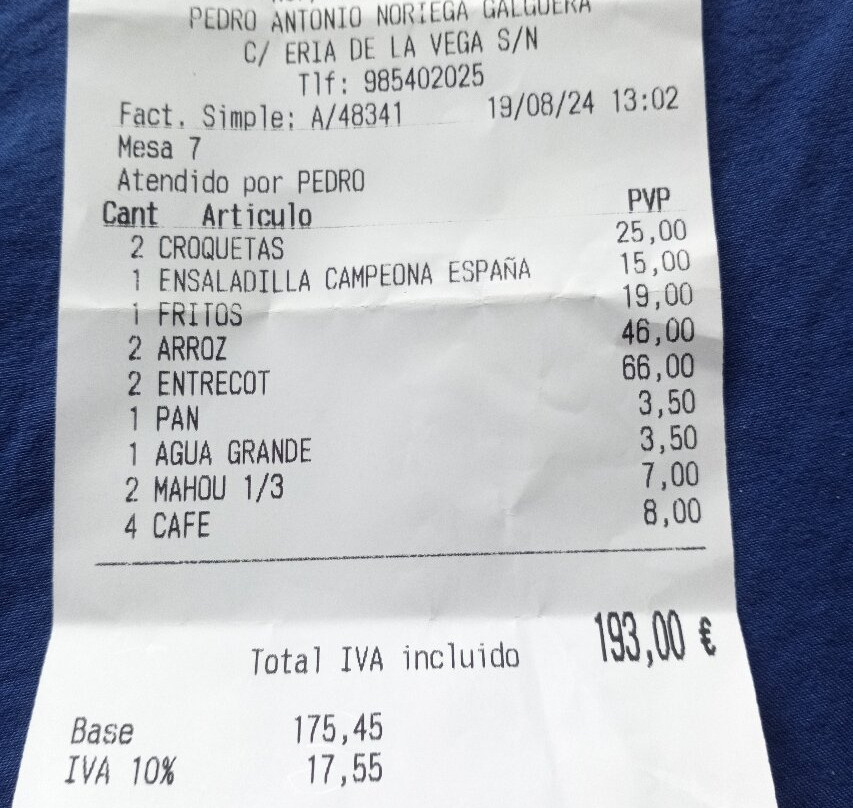 PEDRO ANTONIO NORIEGA GALGUERA
C/ ERIA DE LA VEGA S/N
Tlf: 985402025
Fact. Simple: A/48341 19/08/24 13:02
Mesa 7
Atendido por PEDRO
Cant Articulo PVP
2 CROQUETAS 25,00
1 ENSALADILLA CAMPEONA ESPAÑA 15,00
1 FRITOS 19,00
2 ARROZ 46,00
2 ENTRECOT 66,00
1 PAN 3,50
1 AGUA GRANDE 3,50
2 MAHOU 1/3 7,00
4 CAFE 8,00
Total IVA incluido 193,00 €
Base 175,45
IVA 10% 17,55